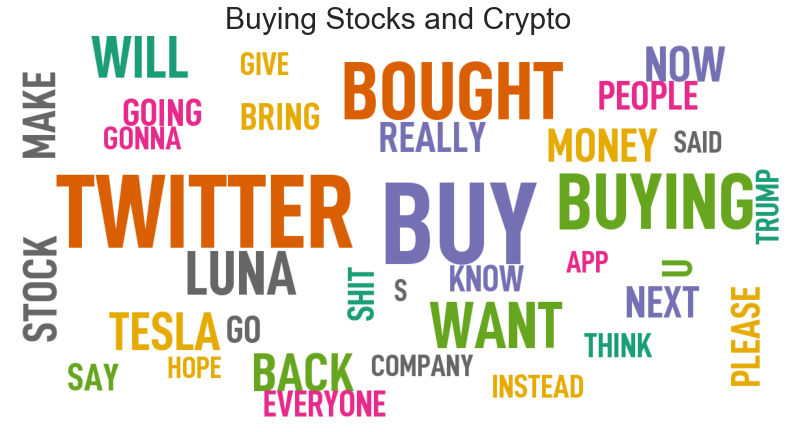 Buying Stocks and Crypto
WILL
GIVE
BOUGHT
NOW
MAKE
GOING
BRING
PEOPLE
GONNA
REALLY
MONEY
SAID
TWITTER
BUY
BUYING
TRUMP
LUNA
SHIT
S
KNOW
APP
U
STOCK
TESLA
GO
WANT
NEXT
PLEASE
THINK
SAY
HOPE
BACK
COMPANY
INSTEAD
EVERYONE